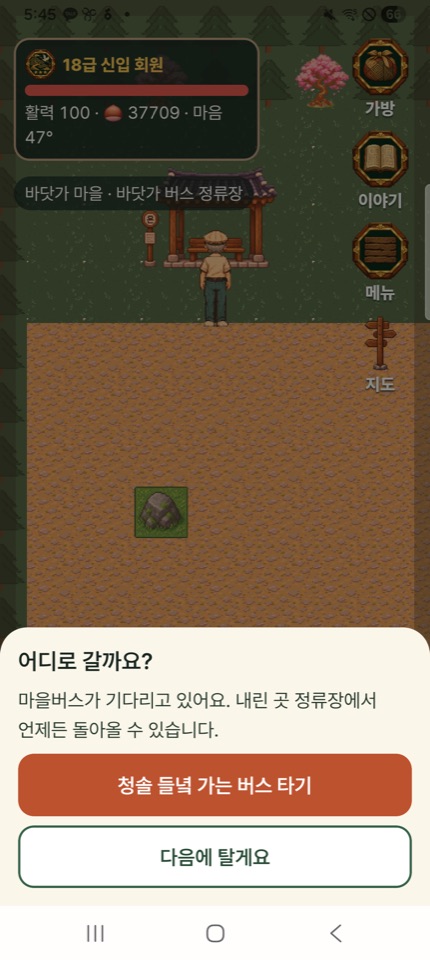 5:45
66
18급 신입 회원
활력 100 · 37709 · 마음
47°
가방
바닷가 마을 · 바닷가 버스 정류장
이야기
메뉴
지도
어디로 갈까요?
마을버스가 기다리고 있어요. 내린 곳 정류장에서
언제든 돌아올 수 있습니다.
청솔 들녘 가는 버스 타기
다음에 탈게요